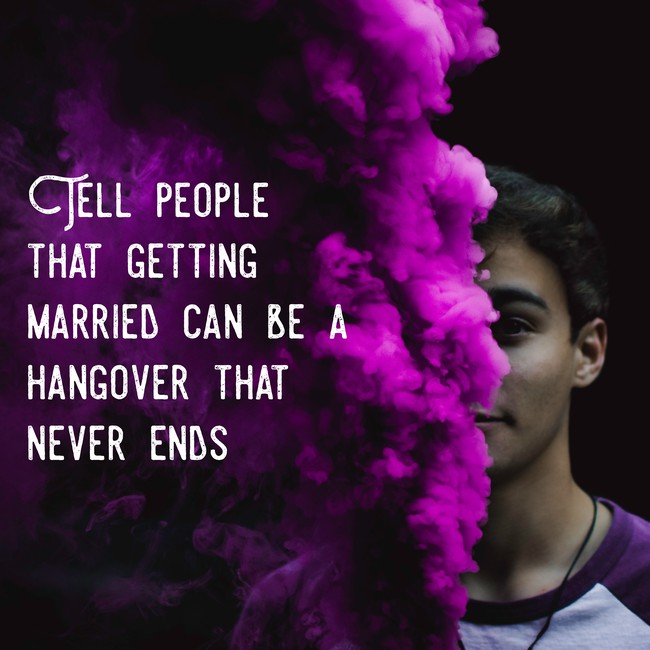 Tell people
that getting
married can be a
hangover that
never ends